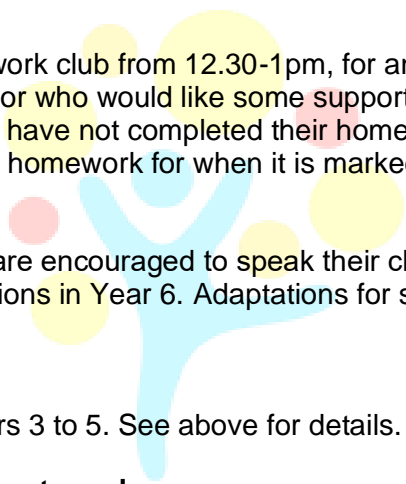 work club from 12.30-1pm, for an
or who would like some support
have not completed their home
homework for when it is marked
are encouraged to speak their cl
ions in Year 6. Adaptations for s
rs 3 to 5. See above for details.